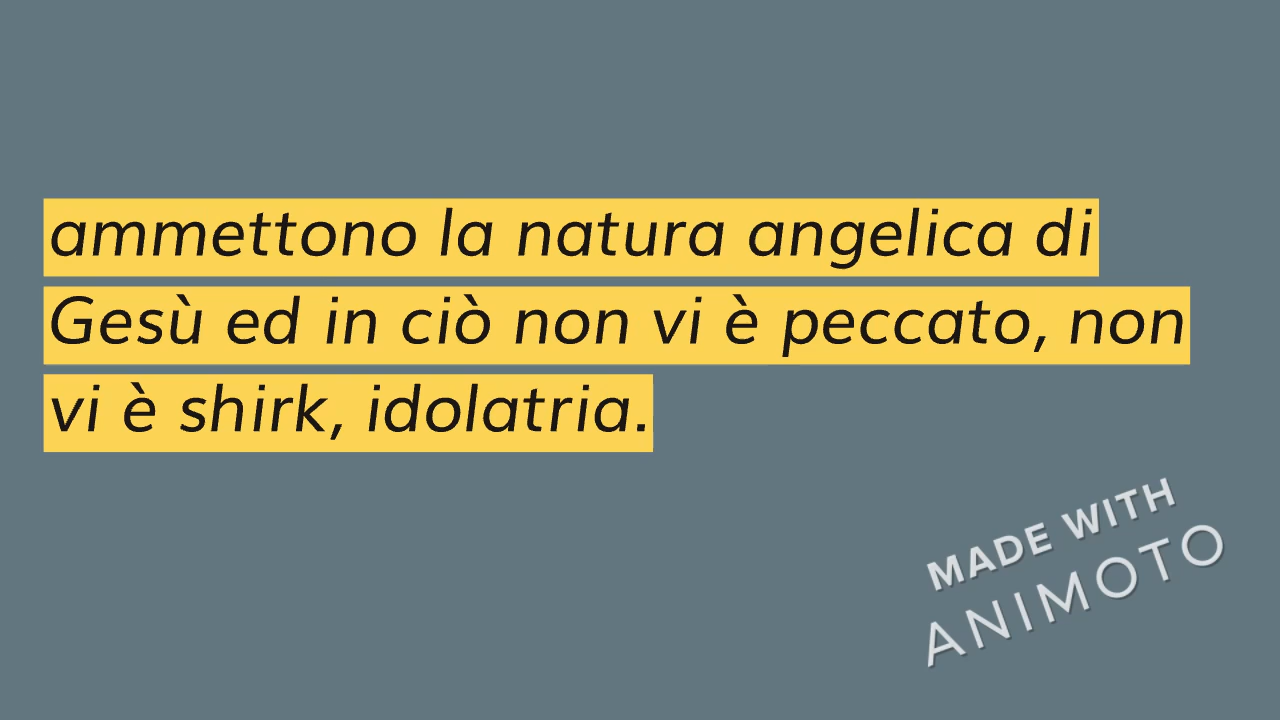 ammettono la natura angelica di
Gesù ed in ciò non vi è peccato, non
vi è shirk, idolatria.
MADE WITH
ANIMOTO